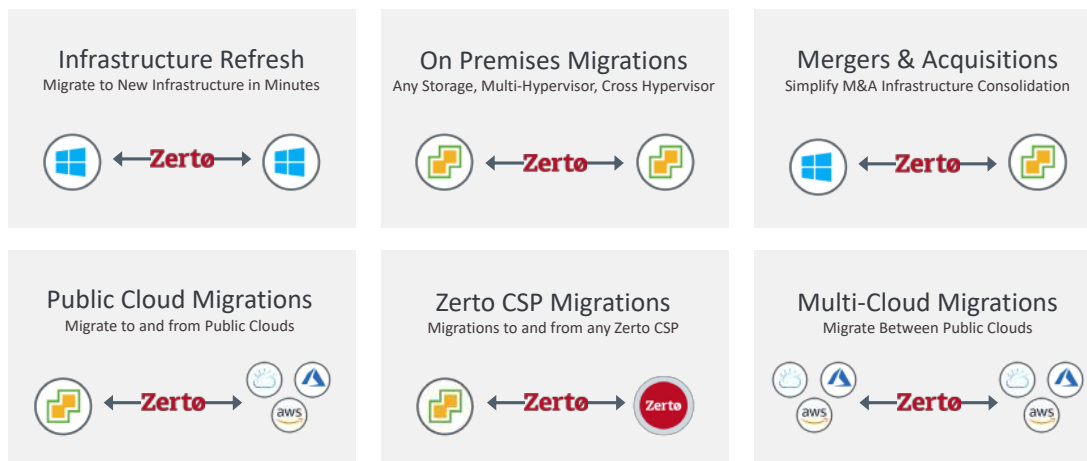 Infrastructure Refresh
Migrate to New Infrastructure in Minutes
Zertø
On Premises Migrations
Any Storage, Multi-Hypervisor, Cross Hypervisor
Zertø
Mergers & Acquisitions
Simplify M&A Infrastructure Consolidation
Zertø
Public Cloud Migrations
Migrate to and from Public Clouds
Zertø
aws
Zerto CSP Migrations
Migrations to and from any Zerto CSP
Zertø
Zertø
Multi-Cloud Migrations
Migrate Between Public Clouds
aws
Zertø
aws